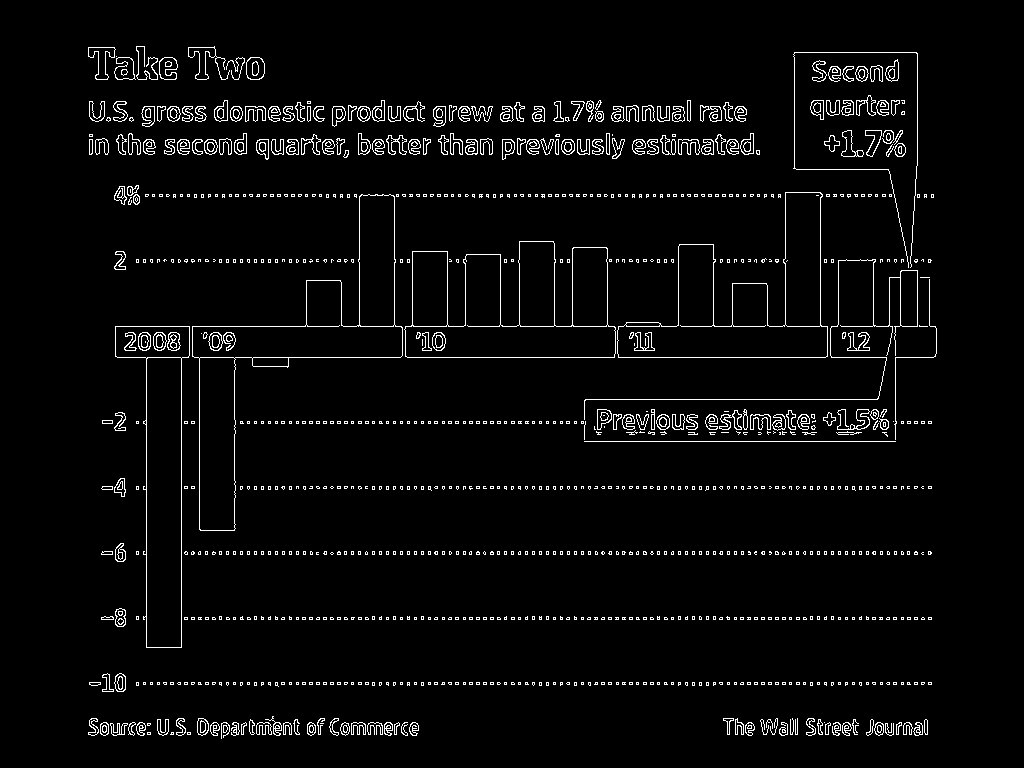 Take Two
U.S. gross domestic product grew at a 1.7% annual rate
in the second quarter, better than previously estimated.
Second
quarter:
+1.7%
4%
2
2008 '09 '10 '11 '12
Previous estimate: +1.5%
−2
−4
−6
−8
−10
Source: U.S. Department of Commerce
The Wall Street Journal